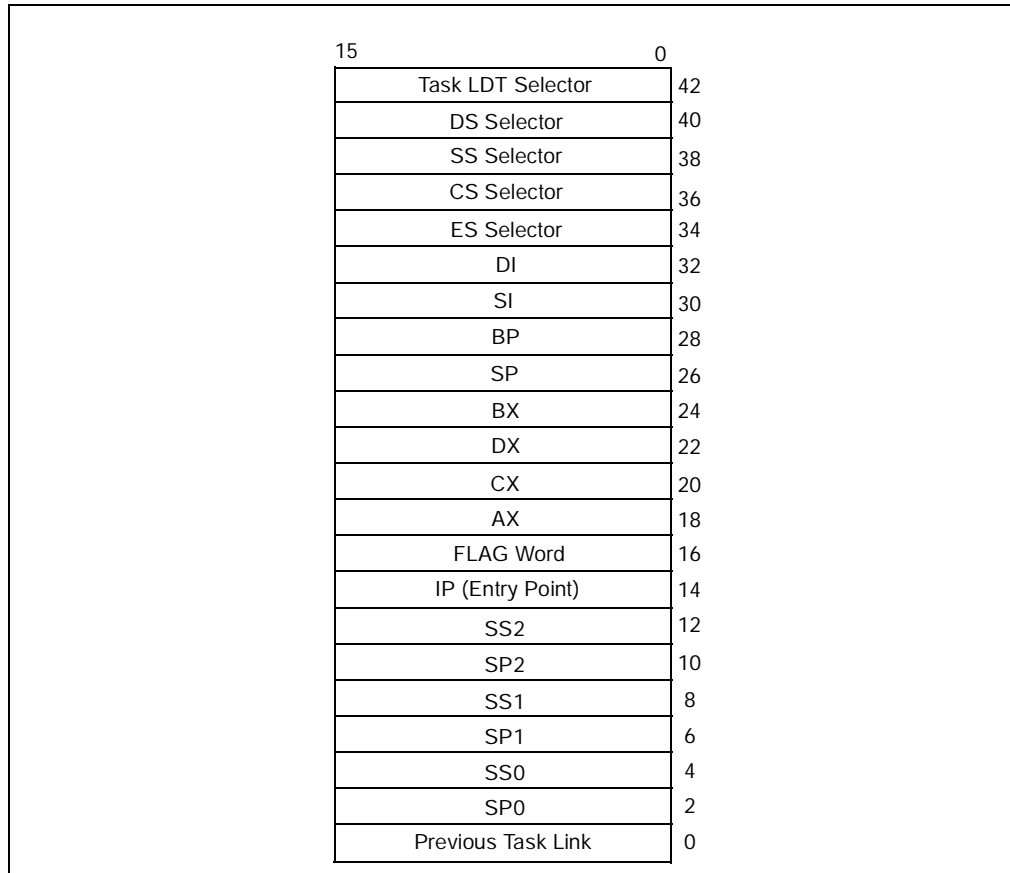 15 0
Task LDT Selector 42
DS Selector 40
SS Selector 38
CS Selector 36
ES Selector 34
DI 32
SI 30
BP 28
SP 26
BX 24
DX 22
CX 20
AX 18
FLAG Word 16
IP (Entry Point) 14
SS2 12
SP2 10
SS1 8
SP1 6
SS0 4
SP0 2
Previous Task Link 0